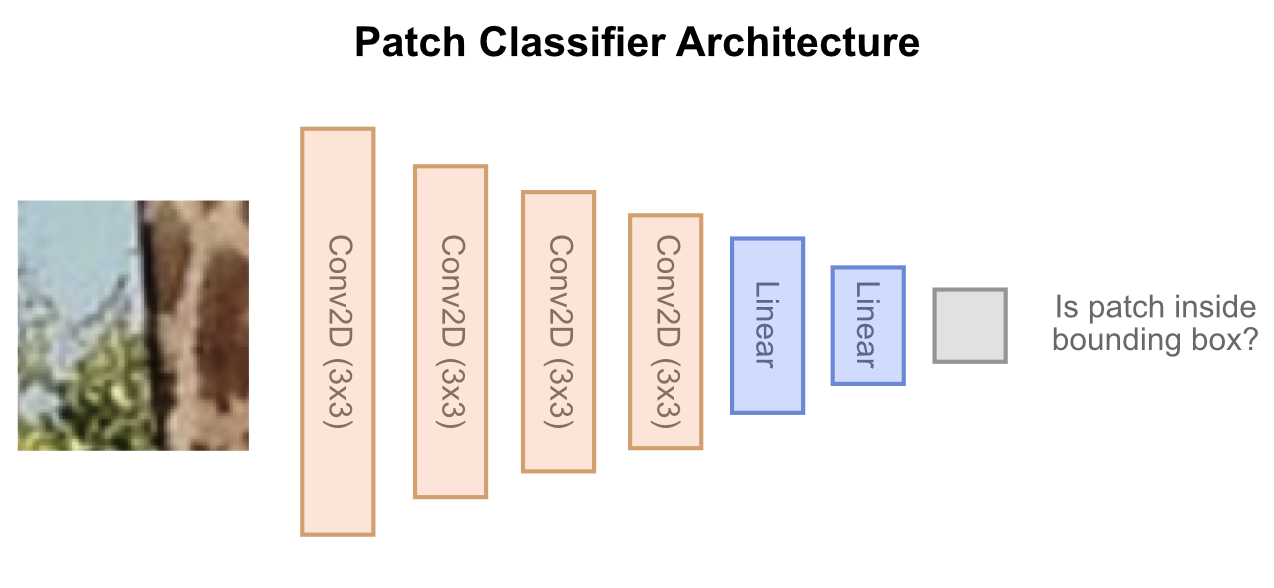 Patch Classifier Architecture
Conv2D (3x3)
Conv2D (3x3)
Conv2D (3x3)
Conv2D (3x3)
Linear
Linear
Is patch inside
bounding box?